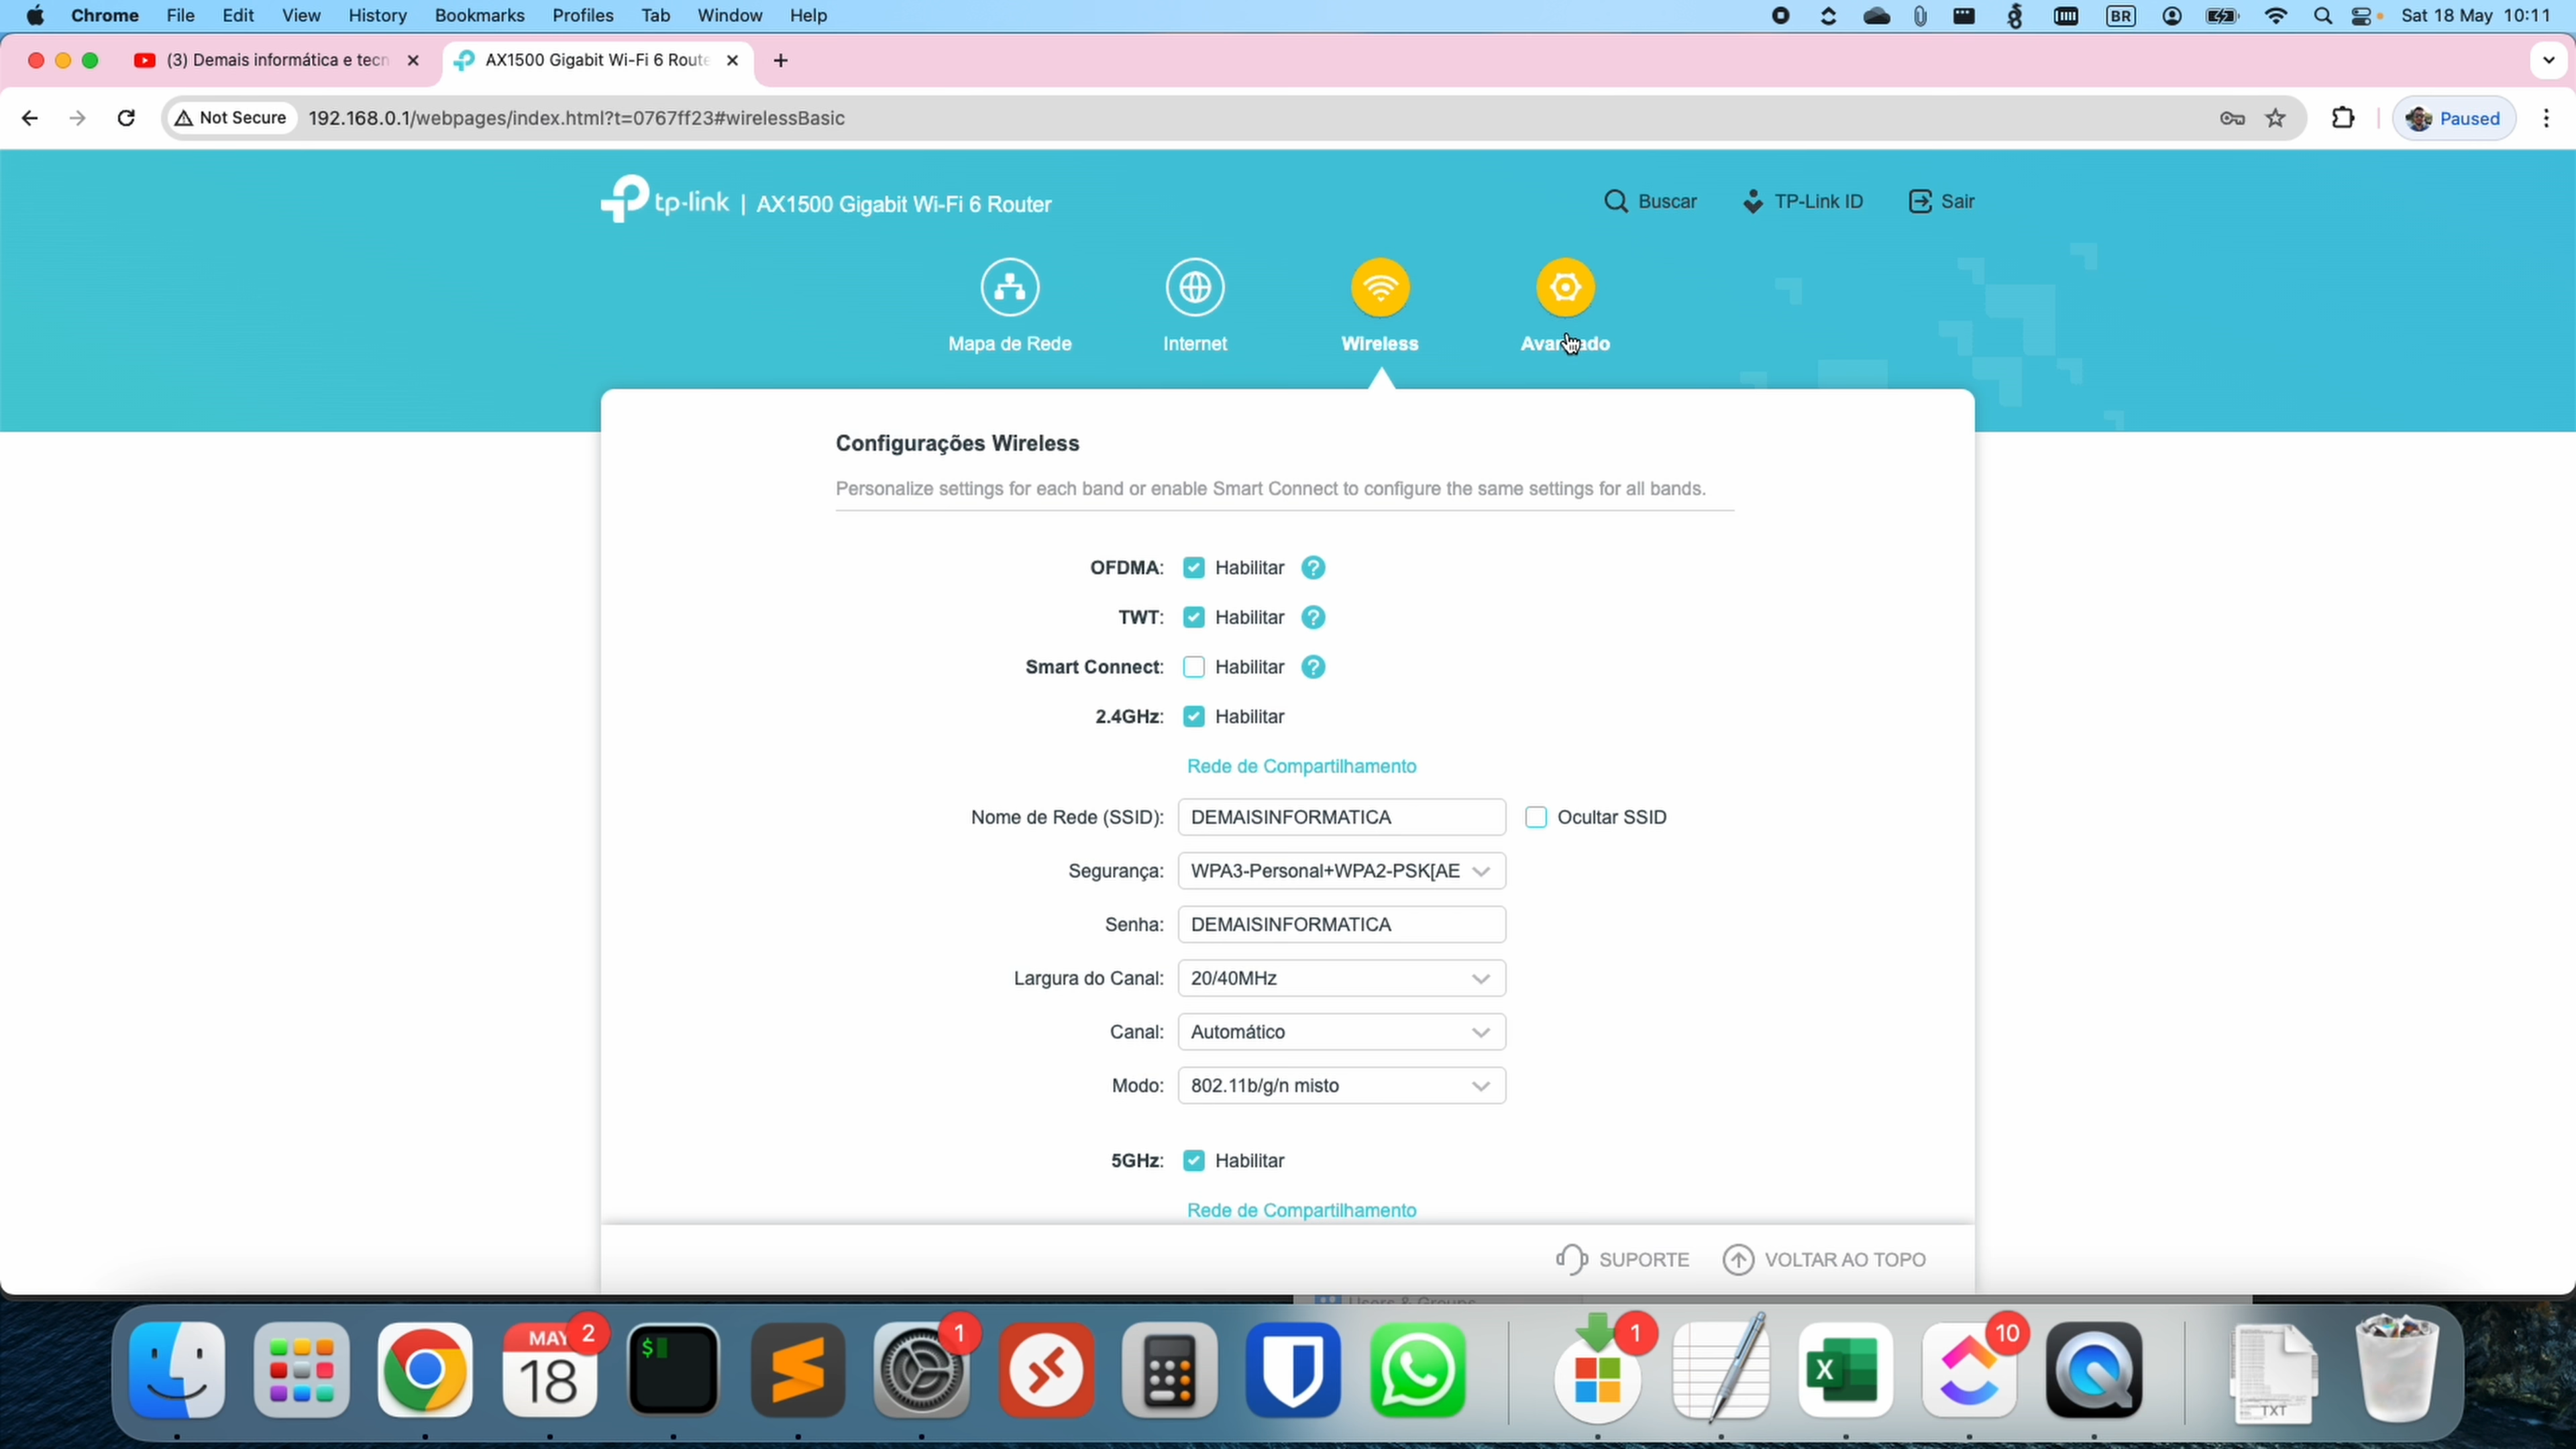 Chrome File Edit View History Bookmarks Profiles Tab Window Help BR Sat 18 May 10:11
(3) Demais informática e tecn
AX1500 Gigabit Wi-Fi 6 Route
Not Secure 192.168.0.1/webpages/index.html?t=0767ff23#wirelessBasic Paused
tp-link | AX1500 Gigabit Wi-Fi 6 Router
Buscar TP-Link ID Sair
Mapa de Rede Internet Wireless
Configurações Wireless
Personalize settings for each band or enable Smart Connect to configure the same settings for all bands.
OFDMA: Habilitar ?
TWT: Habilitar ?
Smart Connect: Habilitar ?
2.4GHz: Habilitar
Rede de Compartilhamento
Nome de Rede (SSID): DEMAISINFORMATICA Ocultar SSID
Segurança: WPA3-Personal+WPA2-PSK[AE
Senha: DEMAISINFORMATICA
Largura do Canal: 20/40MHz
Canal: Automático
Modo: 802.11b/g/n misto
5GHz: Habilitar
Rede de Compartilhamento
SUPORTE VOLTAR AO TOPO
MAY 2 1 1 10
18 $ X TXT